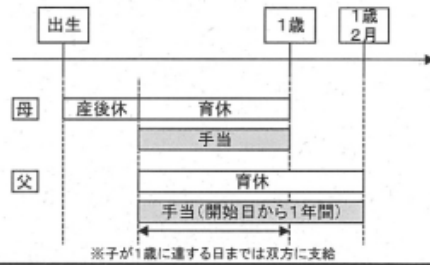 出生
1歳
1歳
2月
母
産後休
育休
手当
父
育休
手当(開始日から1年間)
※子が1歳に達する日までは双方に支給